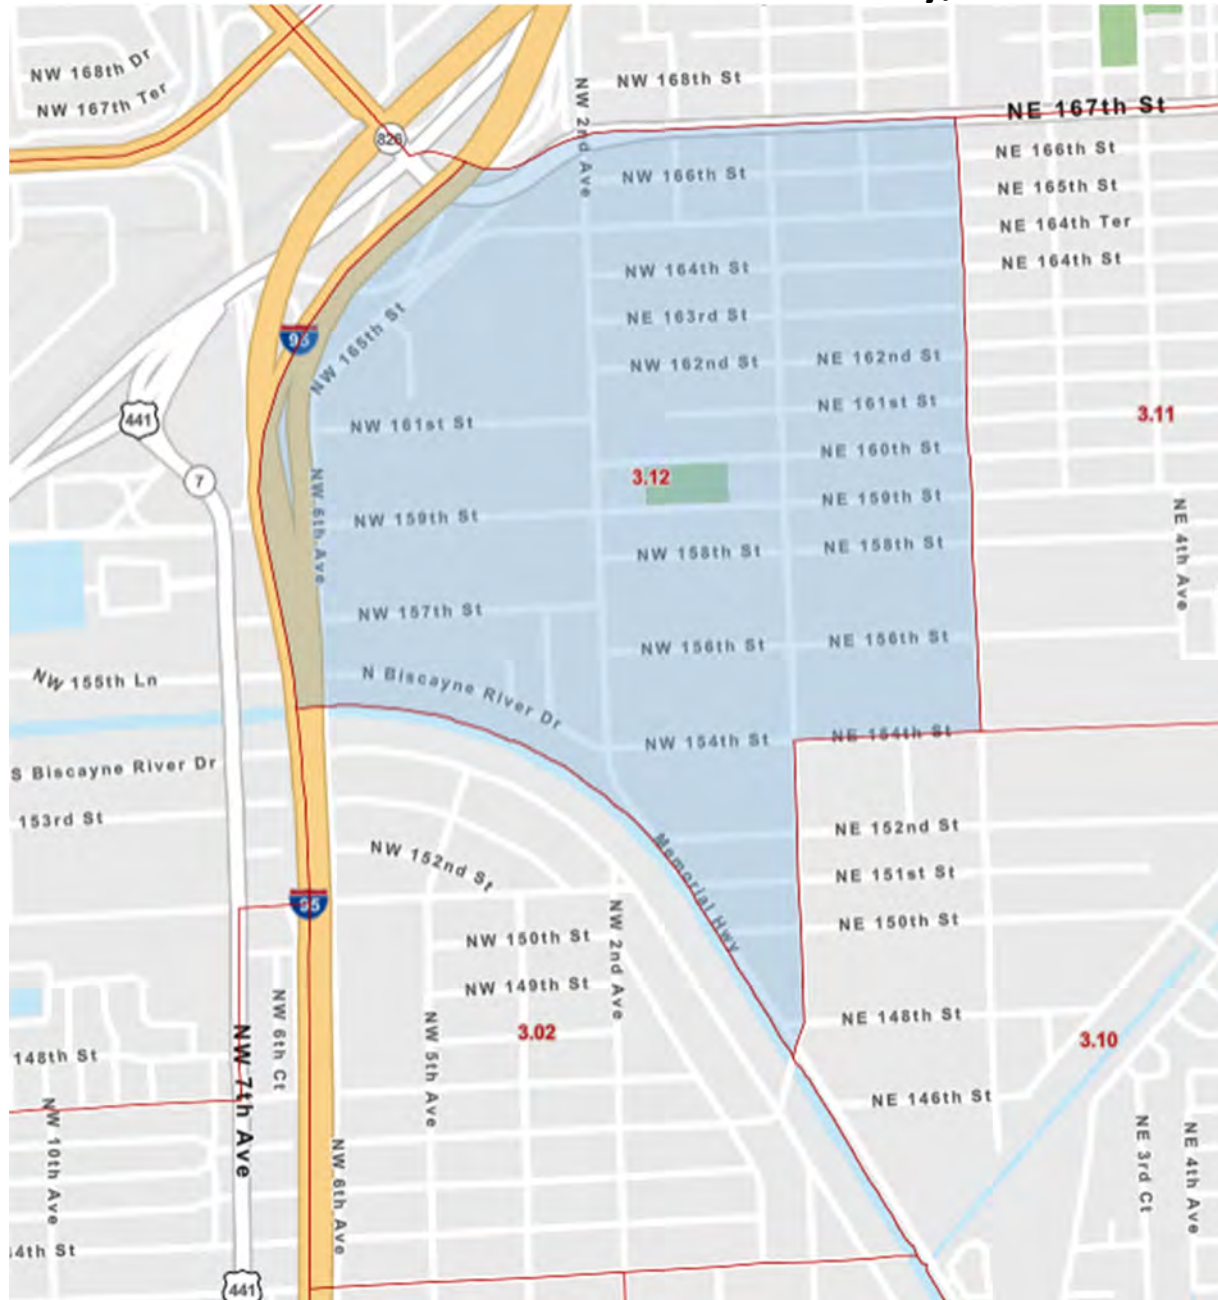 NW 168th Dr
NW 167th Ter
826
NW 2nd Ave
NW 168th St
NE 167th St
NW 166th St
NE 166th St
NE 165th St
NE 164th Ter
NE 164th St
NW 164th St
NE 163rd St
NW 162nd St
NE 162nd St
95
NW 165th St
441
NW 161st St
NE 161st St
3.11
NE 160th St
7
3.12
NW 6th Ave
NW 159th St
NE 159th St
NE 4th Ave
NW 158th St
NE 158th St
NW 157th St
NW 156th St
NE 156th St
NW 155th Ln
N Biscayne River Dr
NW 154th St
NE 154th St
S Biscayne River Dr
153rd St
NW 152nd St
Memorial Hwy
NE 152nd St
NE 151st St
95
NW 2nd Ave
NE 150th St
NW 150th St
NW 149th St
NW 6th Ct
NW 5th Ave
3.02
NE 148th St
3.10
148th St
NW 7th Ave
NW 10th Ave
NE 146th St
NE 3rd Ct
NE 4th Ave
NW 6th Ave
4th St
441